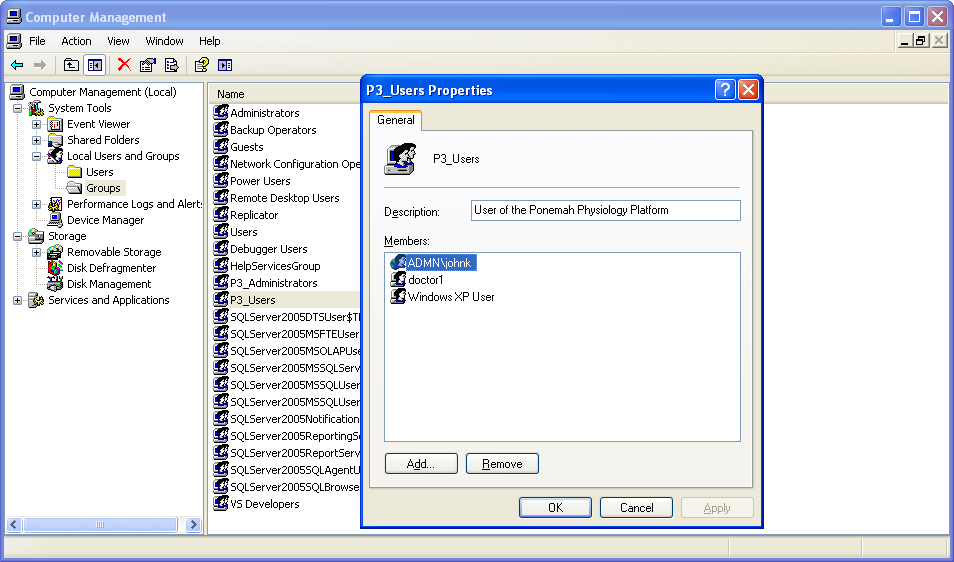 Computer Management
File Action View Window Help
Computer Management (Local)
System Tools
Event Viewer
Shared Folders
Local Users and Groups
Users
Groups
Performance Logs and Alerts
Device Manager
Storage
Removable Storage
Disk Defragmenter
Disk Management
Services and Applications
Name
Administrators
Backup Operators
Guests
Network Configuration Ope
Power Users
Remote Desktop Users
Replicator
Users
Debugger Users
HelpServicesGroup
P3_Administrators
P3_Users
SQLServer2005DTSUser$T
SQLServer2005MSFTEUser
SQLServer2005MSOLAPUse
SQLServer2005MSSQLServ
SQLServer2005MSSQLUser
SQLServer2005MSSQLUser
SQLServer2005Notification
SQLServer2005ReportingSe
SQLServer2005ReportServ
SQLServer2005SQLAgentU
SQLServer2005SQLBrowse
VS Developers
P3_Users Properties
General
P3_Users
Description: User of the Ponemah Physiology Platform
Members:
ADMN\johnk
doctor1
Windows XP User
Add... Remove
OK Cancel Apply